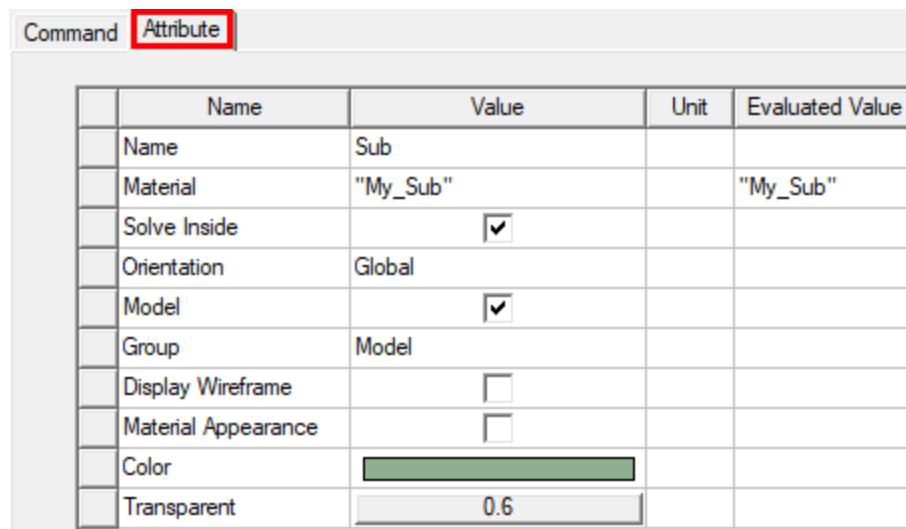 Command Attribute
Name Value Unit Evaluated Value
Name Sub
Material "My_Sub" "My_Sub"
Solve Inside
Orientation Global
Model
Group Model
Display Wireframe
Material Appearance
Color
Transparent 0.6